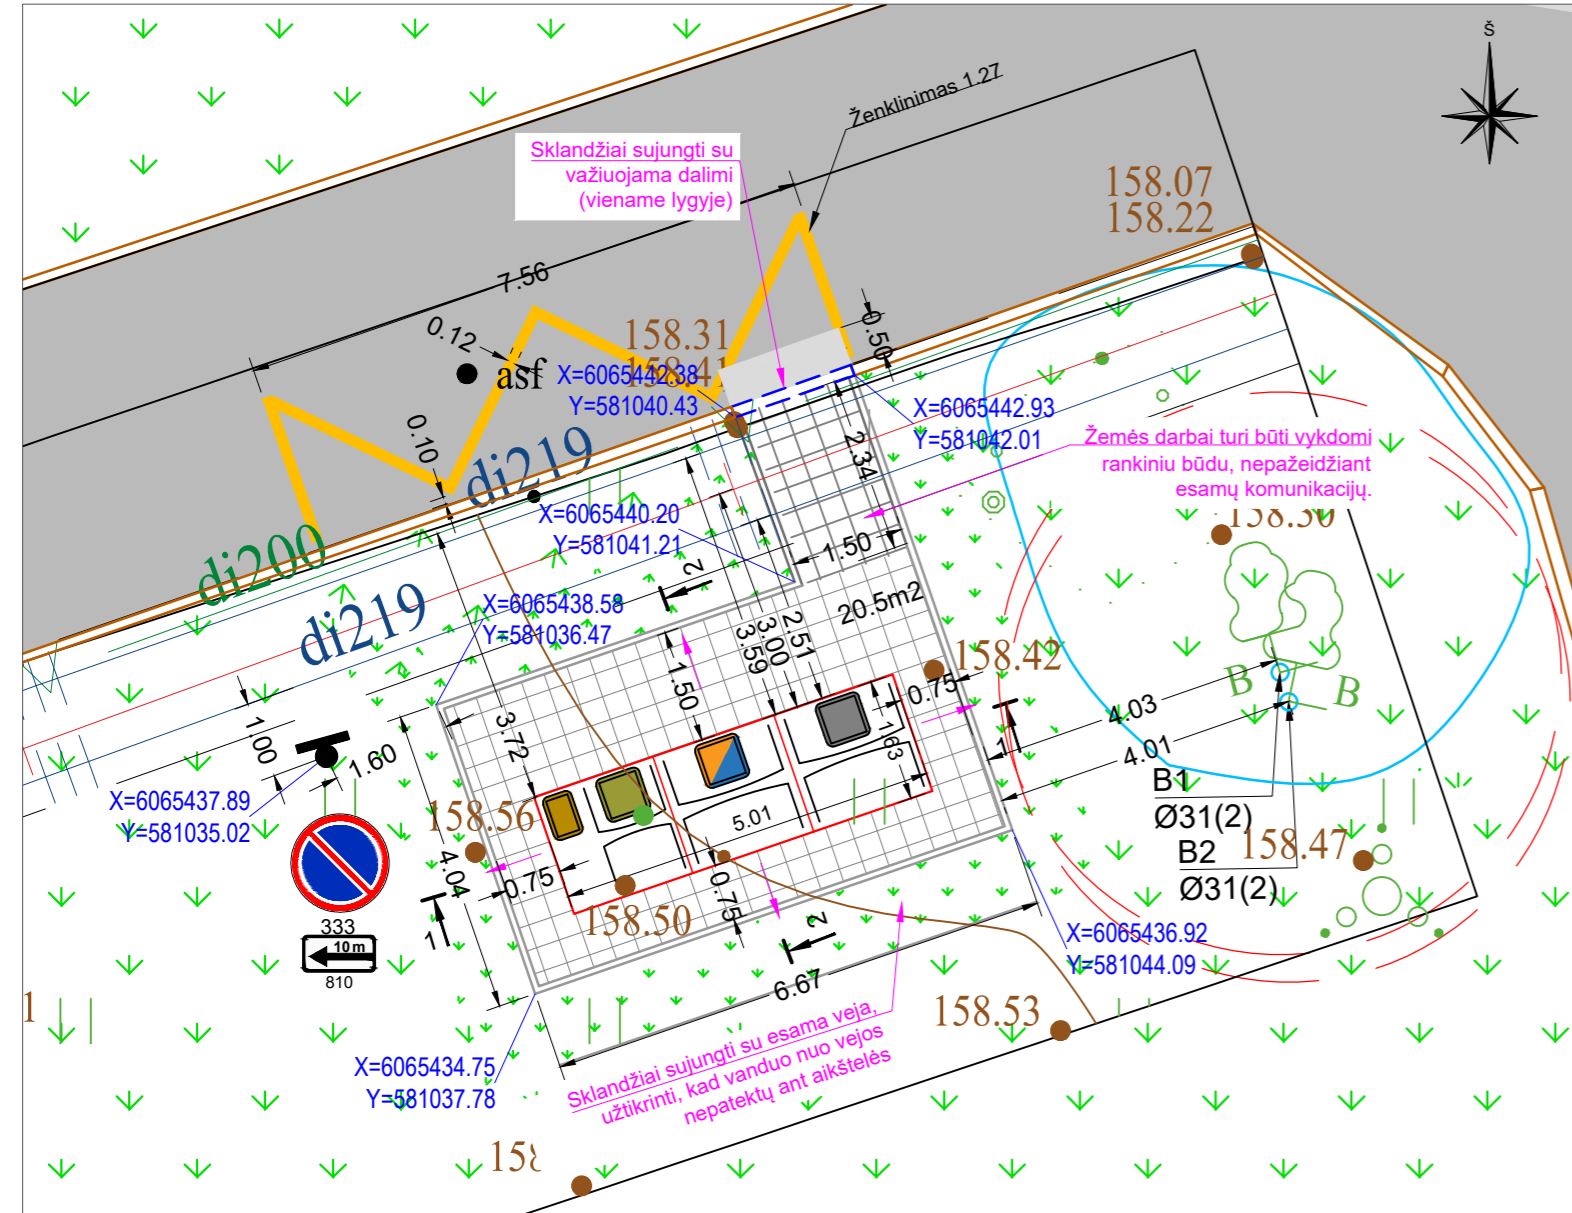 Š
Ženklinimas 1.27
Sklandžiai sujungti su
važiuojama dalimi
(viename lygyje)
158.07
158.22
7.56
0.12
asf
158.31
158.41
0.50
X=6065442.38
Y=581040.43
X=6065442.93
Y=581042.01
0.10
di219
2.34
Žemės darbai turi būti vykdomi
rankiniu būdu, nepažeidžiant
esamų komunikacijų.
158.50
X=6065440.20
Y=581041.21
1.50
di200
di219
2
20.5m2
X=6065438.58
Y=581036.47
2.51
3.00
3.59
1.50
158.42
0.75
B
B
1.00
1.60
3.72
1.63
1
4.03
4.01
X=6065437.89
Y=581035.02
158.56
5.01
B1
Ø31(2)
B2
Ø31(2)
158.47
4.04
0.75
0.75
158.50
333
10 m
810
1
2
X=6065436.92
Y=581044.09
6.67
1
158.53
Sklandžiai sujungti su esama veja,
užtikrinti, kad vanduo nuo vejos
nepatektų ant aikštelės
X=6065434.75
Y=581037.78